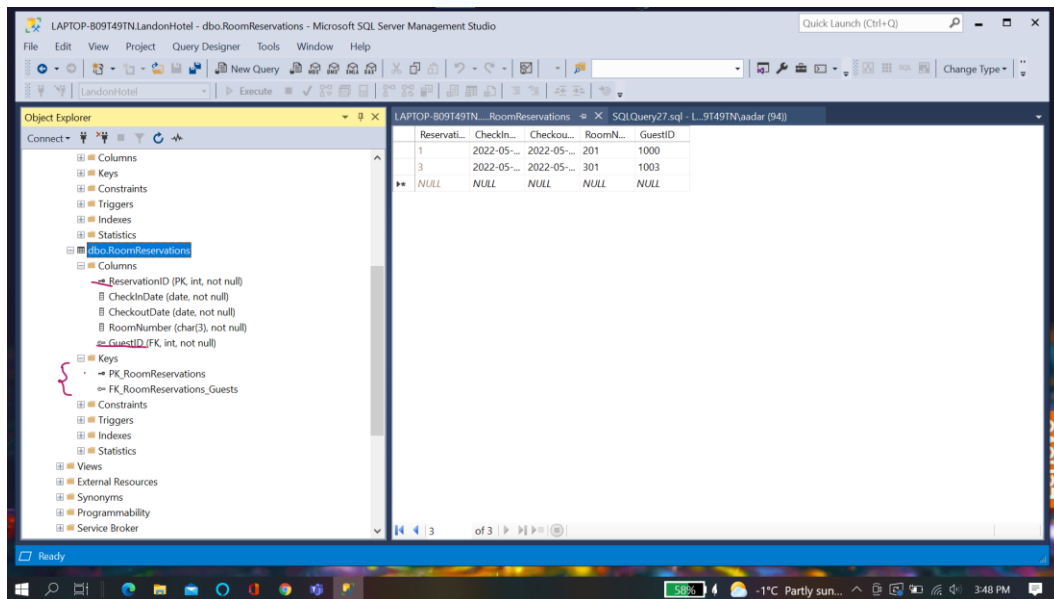 LAPTOP-809T49TN.LandonHotel - dbo.RoomReservations - Microsoft SQL Server Management Studio
Quick Launch (Ctrl+Q)
File Edit View Project Query Designer Tools Window Help
New Query
Change Type
LandonHotel
Execute
Object Explorer
LAPTOP-809T49TN....RoomReservations
SQLQuery27.sql - L...9T49TN\aadar (94))
Connect
Reservati... CheckIn... Checkou... RoomN... GuestID
1 2022-05-... 2022-05-... 201 1000
3 2022-05-... 2022-05-... 301 1003
NULL NULL NULL NULL NULL
Columns
Keys
Constraints
Triggers
Indexes
Statistics
dbo.RoomReservations
Columns
ReservationID (PK, int, not null)
CheckInDate (date, not null)
CheckoutDate (date, not null)
RoomNumber (char(3), not null)
GuestID (FK, int, not null)
Keys
PK_RoomReservations
FK_RoomReservations_Guests
Constraints
Triggers
Indexes
Statistics
Views
External Resources
Synonyms
Programmability
Service Broker
3 of 3
Ready
58% -1°C Partly sun... 3:48 PM